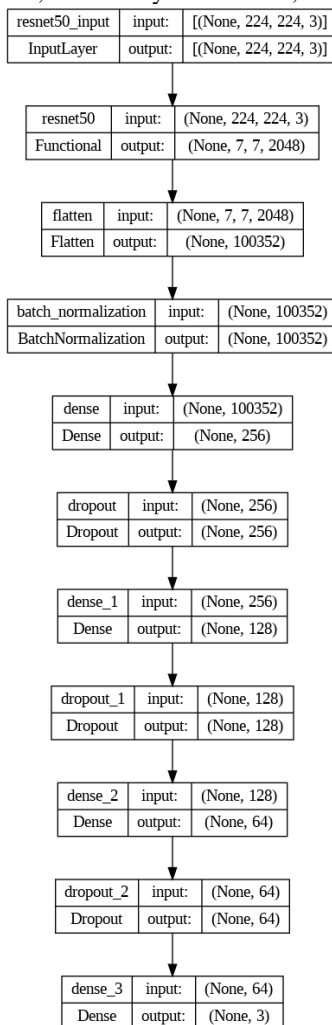 resnet50_input input: [(None, 224, 224, 3)]
InputLayer output: [(None, 224, 224, 3)]
resnet50 input: (None, 224, 224, 3)
Functional output: (None, 7, 7, 2048)
flatten input: (None, 7, 7, 2048)
Flatten output: (None, 100352)
batch_normalization input: (None, 100352)
BatchNormalization output: (None, 100352)
dense input: (None, 100352)
Dense output: (None, 256)
dropout input: (None, 256)
Dropout output: (None, 256)
dense_1 input: (None, 256)
Dense output: (None, 128)
dropout_1 input: (None, 128)
Dropout output: (None, 128)
dense_2 input: (None, 128)
Dense output: (None, 64)
dropout_2 input: (None, 64)
Dropout output: (None, 64)
dense_3 input: (None, 64)
Dense output: (None, 3)